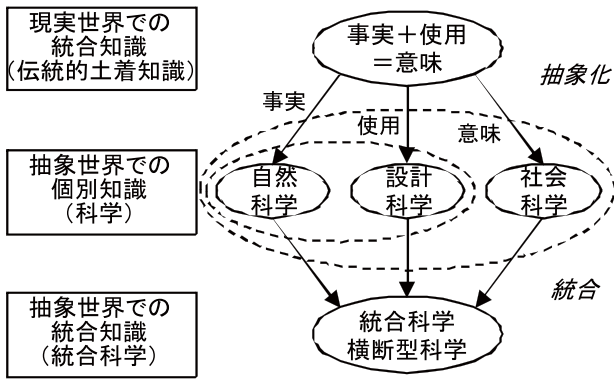 現実世界での
統合知識
(伝統的土着知識)
事実＋使用
＝意味
抽象化
事実
使用
意味
抽象世界での
個別知識
(科学)
自然
科学
設計
科学
社会
科学
統合
抽象世界での
統合知識
(統合科学)
統合科学
横断型科学